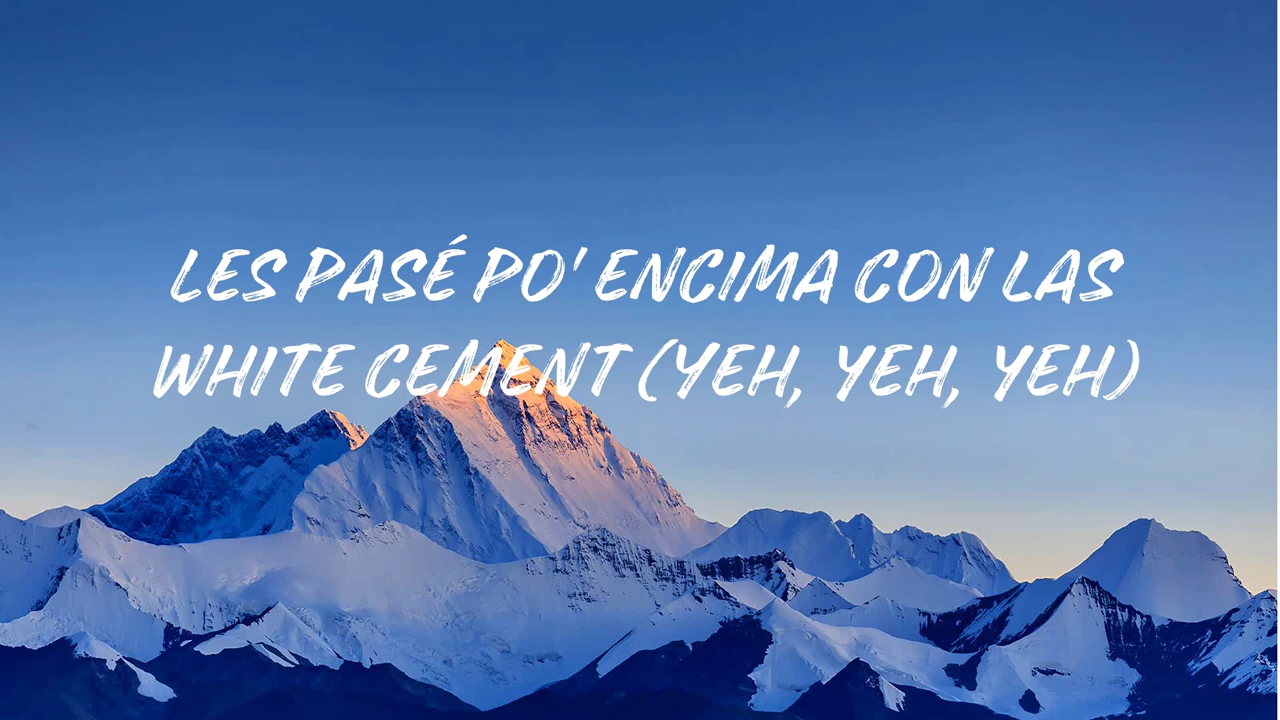 LES PASÉ PO' ENCIMA CON LAS
WHITE CEMENT (YEH, YEH, YEH)